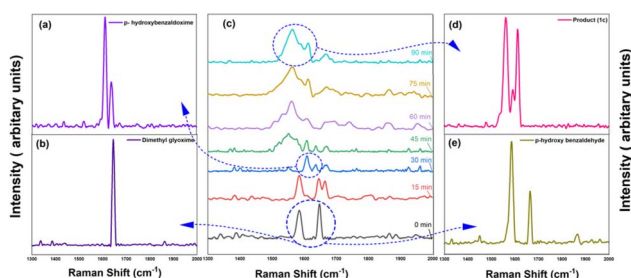 (a)
p- hydroxybenzaldoxime
(b)
Dimethyl glyoxime
Intensity ( arbitary units)
1300 1400 1500 1600 1700 1800 1900 2000
Raman Shift (cm-1)
(c)
90 min
75 min
60 min
45 min
30 min
15 min
0 min
1300 1400 1500 1600 1700 1800 1900 2000
Raman Shift (cm-1)
(d)
Product (1c)
(e)
p-hydroxy benzaldehyde
Intensity ( arbitary units)
1300 1400 1500 1600 1700 1800 1900 2000
Raman Shift (cm-1)